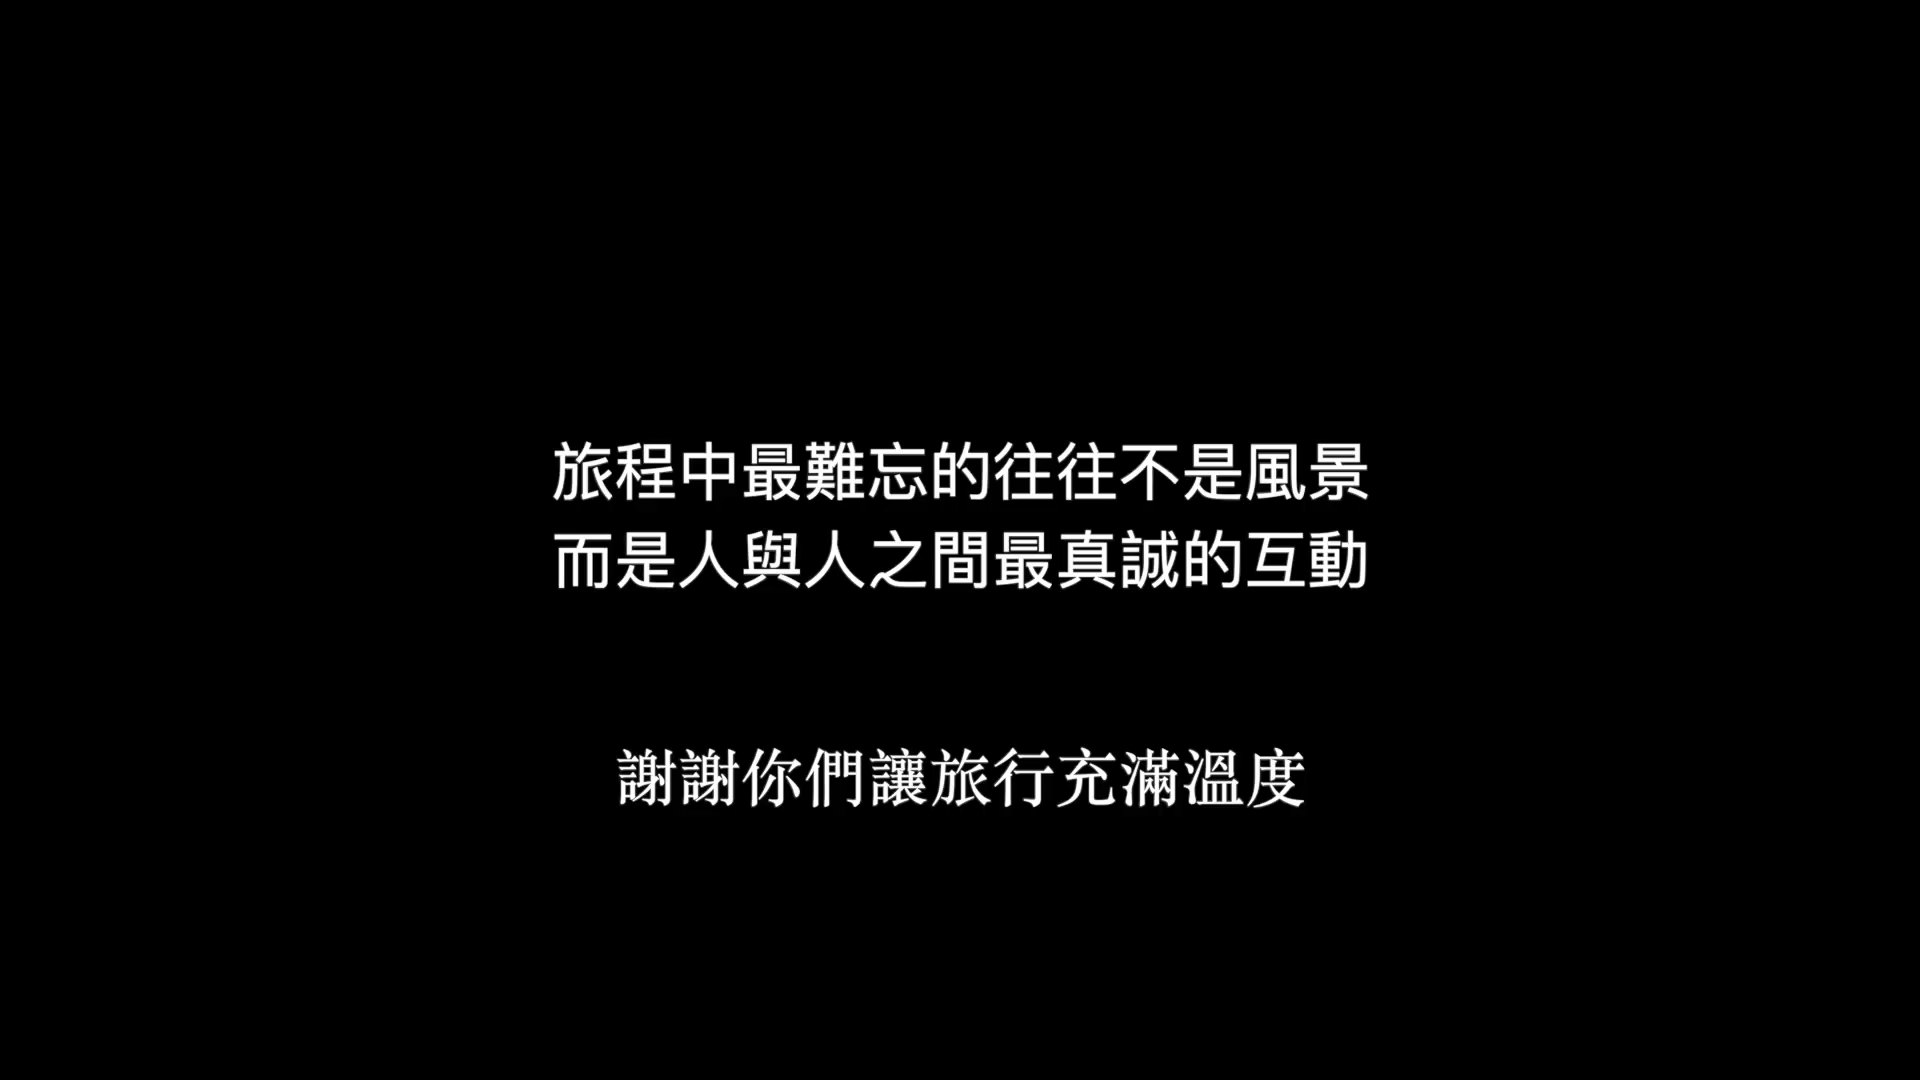 旅程中最難忘的往往不是風景
而是人與人之間最真誠的互動
謝謝你們讓旅行充滿溫度